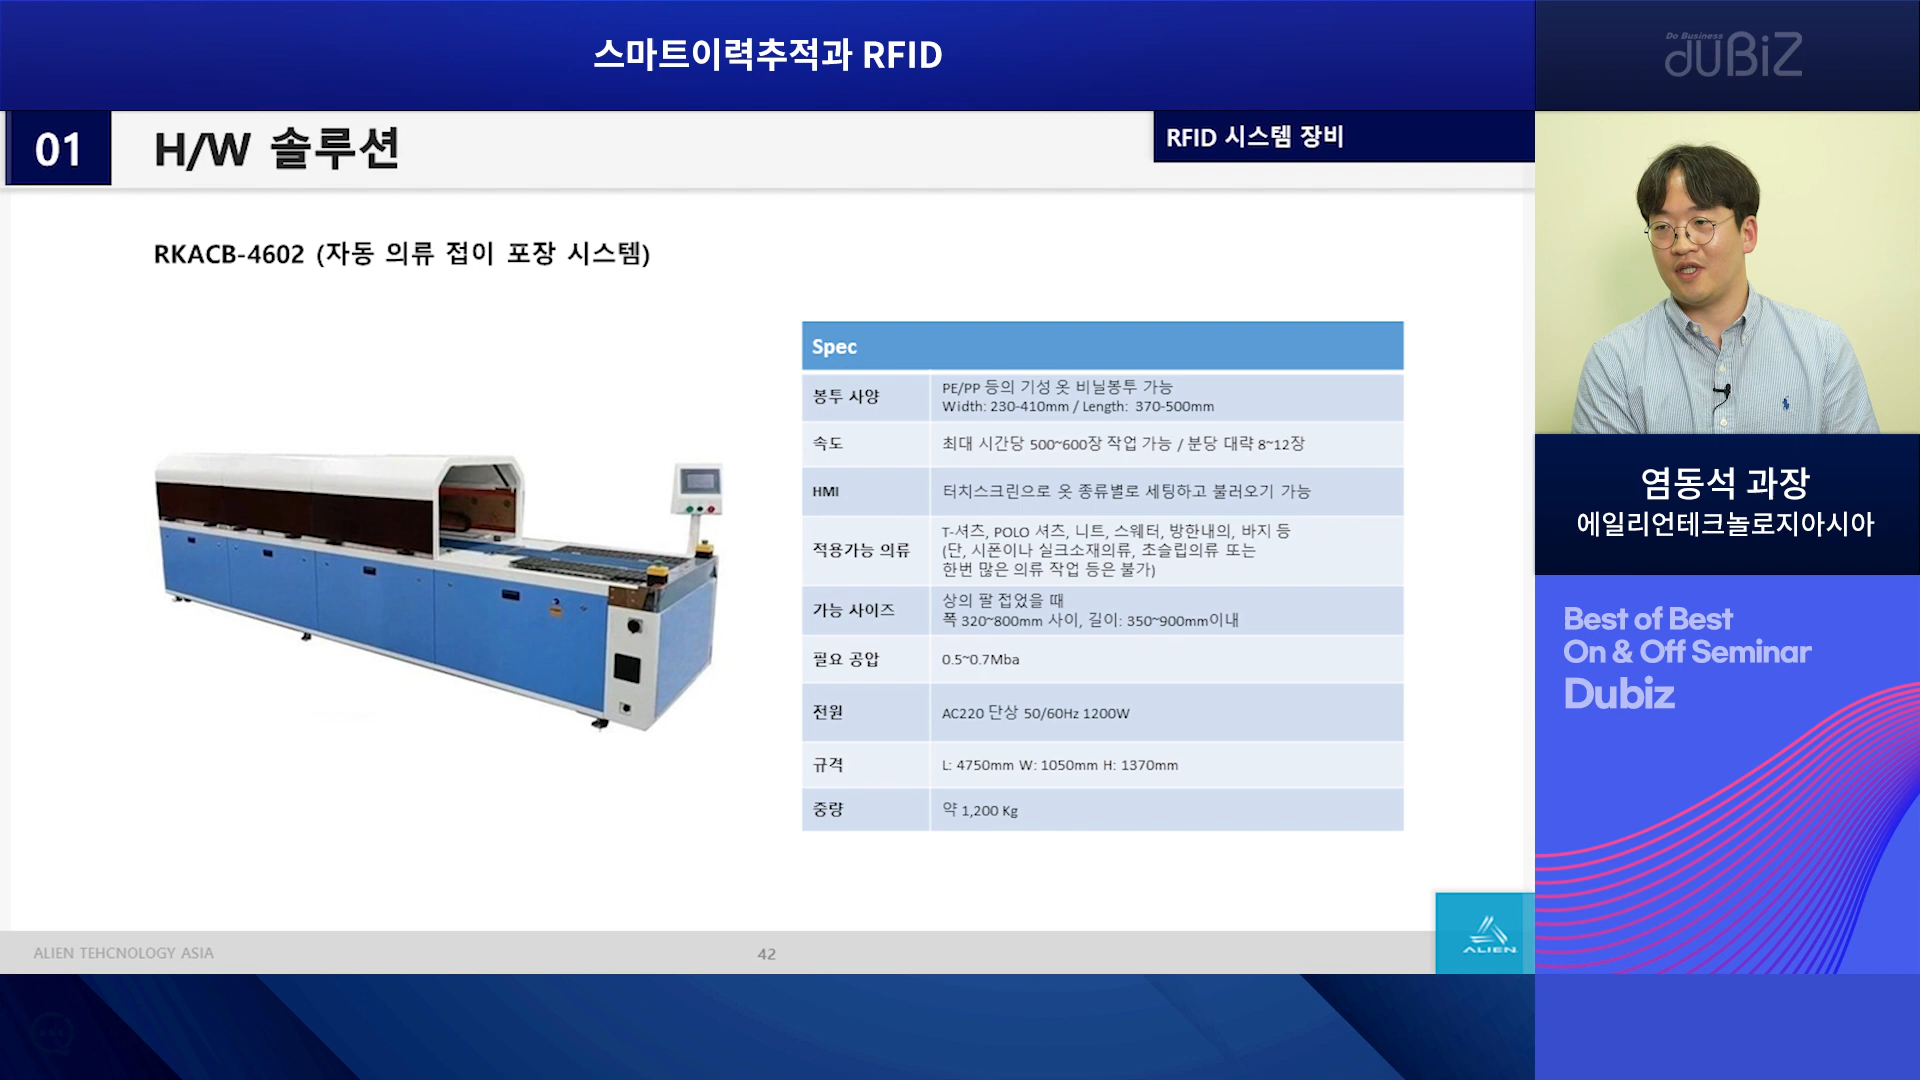 스마트이력추적과 RFID
Do Business
duBiZ
01
H/W 솔루션
RFID 시스템 장비
RKACB-4602 (자동 의류 접이 포장 시스템)
Spec
봉투 사양
PE/PP 등의 기성 옷 비닐봉투 가능
Width: 230-410mm / Length: 370-500mm
속도
최대 시간당 500~600장 작업 가능 / 분당 대략 8~12장
HMI
터치스크린으로 옷 종류별로 세팅하고 불러오기 가능
적용가능 의류
T-셔츠, POLO 셔츠, 니트, 스웨터, 방한내의, 바지 등
(단, 시폰이나 실크소재의류, 초슬립의류 또는
한번 많은 의류 작업 등은 불가)
가능 사이즈
상의 팔 접었을 때
폭 320~800mm 사이, 길이: 350~900mm이내
필요 공압
0.5~0.7Mba
전원
AC220 단상 50/60Hz 1200W
규격
L: 4750mm W: 1050mm H: 1370mm
중량
약 1,200 Kg
염동석 과장
에일리언테크놀로지아시아
Best of Best
On & Off Seminar
Dubiz
ALIEN TEHCNOLOGY ASIA
42
ALIEN